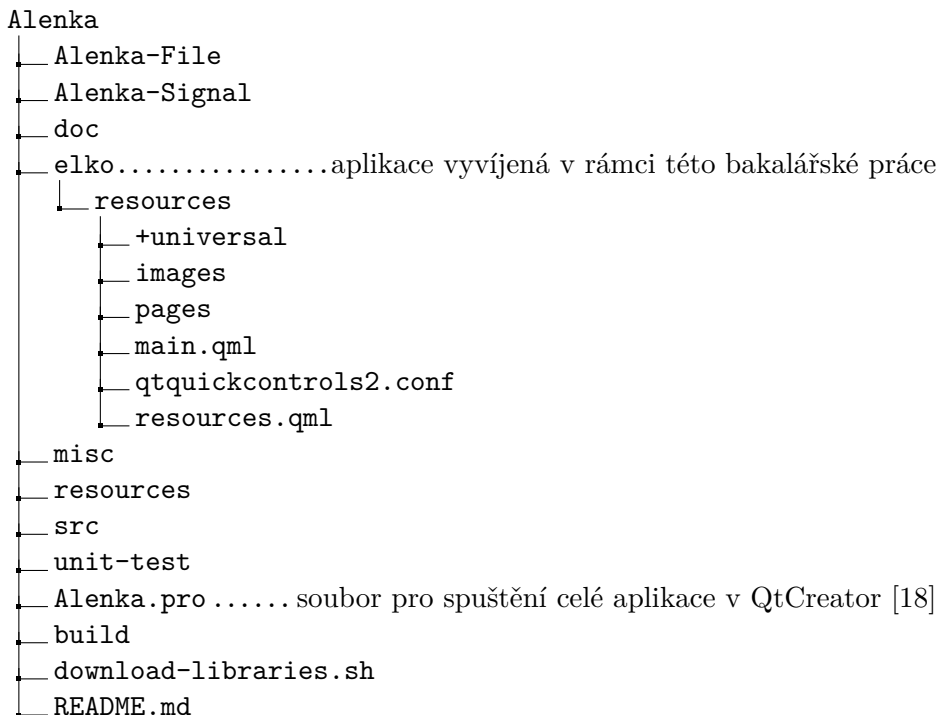 Alenka
Alenka-File
Alenka-Signal
doc
elko................aplikace vyvíjená v rámci této bakalářské práce
resources
+universal
images
pages
main.qml
qtquickcontrols2.conf
resources.qml
misc
resources
src
unit-test
Alenka.pro ...... soubor pro spuštění celé aplikace v QtCreator [18]
build
download-libraries.sh
README.md